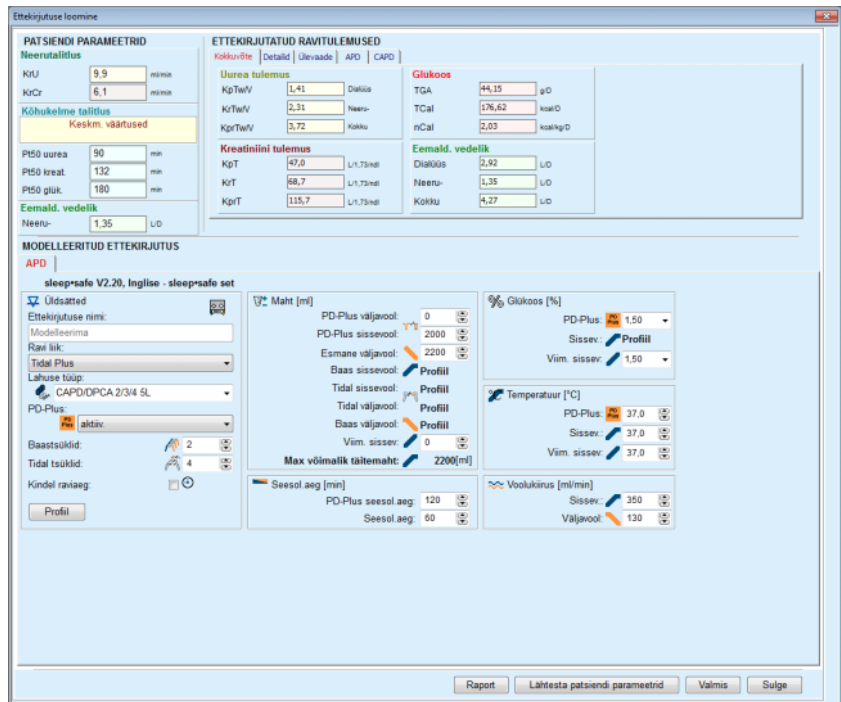 Ettekirjutuse loomine
PATSIENDI PARAMEETRID
Neerutalitlus
KrU 9,9 ml/min
KrCr 6,1 ml/min
Kõhukelme talitlus
Keskm. väärtused
Pt50 uurea 90 min
Pt50 kreat. 132 min
Pt50 glük. 180 min
Eemald. vedelik
Neeru- 1,35 L/D
ETTEKIRJUTATUD RAVITULEMUSED
Kokkuvõte Detailid Ülevaade APD CAPD
Uurea tulemus
KpTw/V 1,41 Dialüüs
KrTw/V 2,31 Neeru-
KprTw/V 3,72 Kokku
Glükoos
TGA 44,15 g/D
TCal 176,62 kcal/D
nCal 2,03 kcal/kg/D
Kreatiniini tulemus
KpT 47,0 L/1,73/ndl
KrT 68,7 L/1,73/ndl
KprT 115,7 L/1,73/ndl
Eemald. vedelik
Dialüüs 2,92 L/D
Neeru- 1,35 L/D
Kokku 4,27 L/D
MODELLEERITUD ETTEKIRJUTUS
APD
sleep•safe V2.20, Inglise - sleep•safe set
Üldsätted
Ettekirjutuse nimi:
Modelleerima
Ravi liik:
Tidal Plus
Lahuse tüüp:
CAPD/DPCA 2/3/4 5L
PD-Plus:
PD Plus aktiiv.
Baastsüklid: 2
Tidal tsüklid: 4
Kindel raviaeg:
Profiil
Maht [ml]
PD-Plus väljavool: 0
PD-Plus sissevool: 2000
Esmane väljavool: 2200
Baas sissevool: Profiil
Tidal sissevool: Profiil
Tidal väljavool: Profiil
Baas väljavool: Profiil
Viim. sissev: 0
Max võimalik täitemaht: 2200[ml]
Seesol.aeg [min]
PD-Plus seesol.aeg: 120
Seesol.aeg: 60
Glükoos [%]
PD-Plus: PD Plus 1,50
Sissev.: Profiil
Viim. sissev: 1,50
Temperatuur [°C]
PD-Plus: PD Plus 37,0
Sissev.: 37,0
Viim. sissev: 37,0
Voolukiirus [ml/min]
Sissev.: 350
Väljavool: 130
Raport Lähtesta patsiendi parameetrid Valmis Sulge